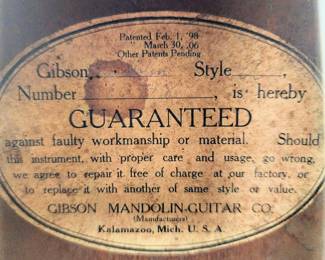 Patented Feb. 1, '98
" March 30, '06
Other Patents Pending
Gibson Style ,
Number , is hereby
GUARANTEED
against faulty workmanship or material. Should
this instrument, with proper care and usage, go wrong,
we agree to repair it free of charge at our factory, or
to replace it with another of same style or value.
GIBSON MANDOLIN-GUITAR CO.
(Manufacturers)
Kalamazoo, Mich. U. S. A.